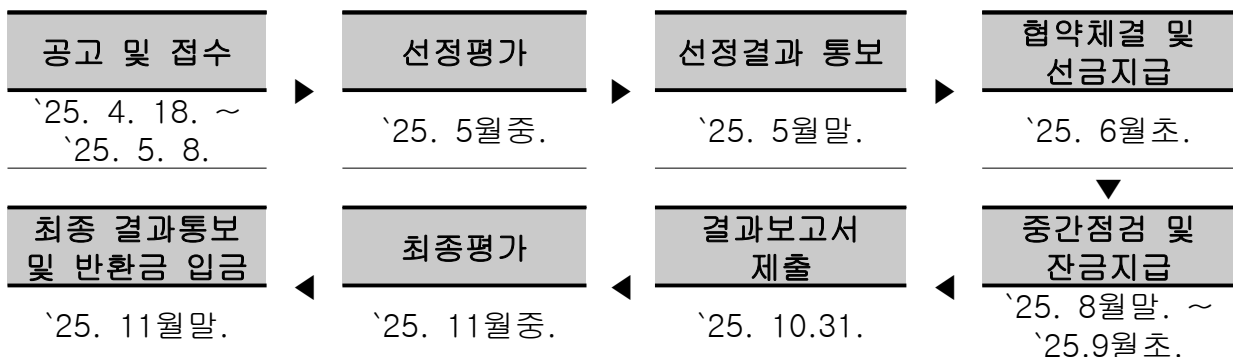 공고 및 접수
`25. 4. 18. ~
`25. 5. 8.
▶
선정평가
`25. 5월중.
▶
선정결과 통보
`25. 5월말.
▶
협약체결 및
선금지급
`25. 6월초.
▼
중간점검 및
잔금지급
`25. 8월말. ~
`25.9월초.
◀
결과보고서
제출
`25. 10.31.
◀
최종평가
`25. 11월중.
◀
최종 결과통보
및 반환금 입금
`25. 11월말.